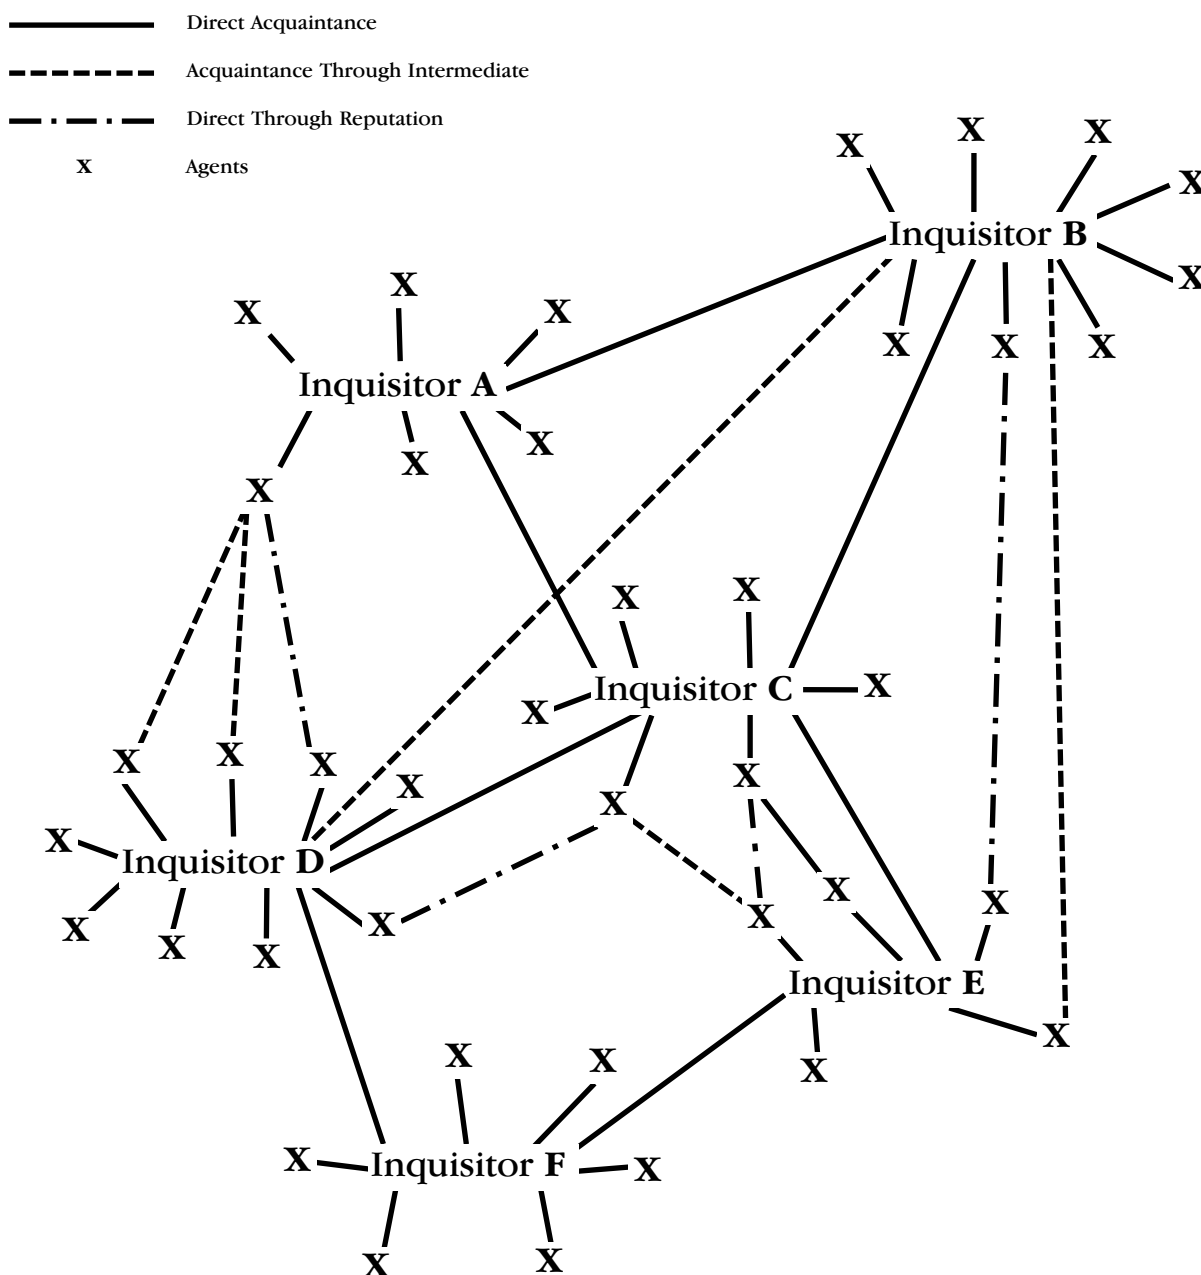 Direct Acquaintance
Acquaintance Through Intermediate
Direct Through Reputation
X Agents
X X X
X
X
Inquisitor B
X
X X X
X X X
Inquisitor A
X
X
X
X X
Inquisitor C
X
X
X X X
X
X
X
X
Inquisitor D
X
X
X
X
X
X
X
X
Inquisitor E
X
X
X X
X
Inquisitor F
X
X
X X